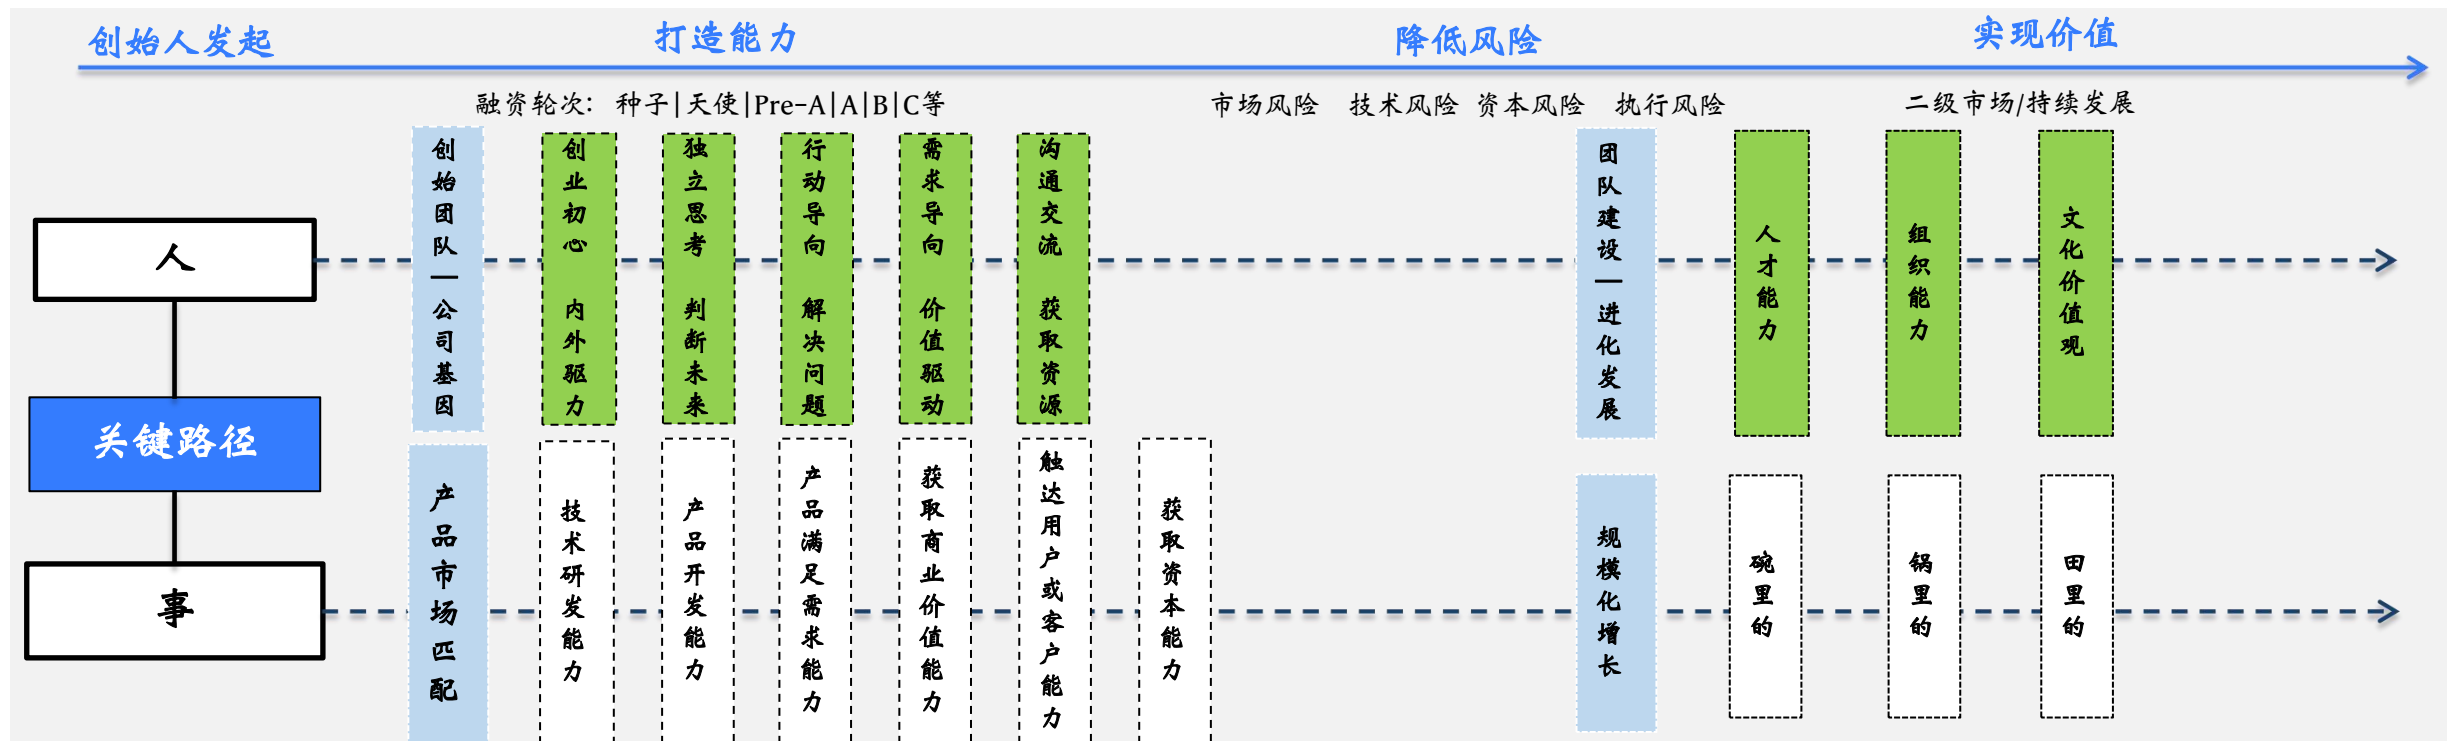 创始人发起
打造能力
降低风险
实现价值
融资轮次: 种子|天使|Pre-A|A|B|C等
市场风险 技术风险 资本风险 执行风险
二级市场/持续发展
人
创始团队—公司基因
创业初心 内外驱力
独立思考 判断未来
行动导向 解决问题
需求导向 价值驱动
沟通交流 获取资源
团队建设—进化发展
人才能力
组织能力
文化价值观
关键路径
事
产品市场匹配
技术研发能力
产品开发能力
产品满足需求能力
获取商业价值能力
触达用户或客户能力
获取资本能力
规模化增长
碗里的
锅里的
田里的